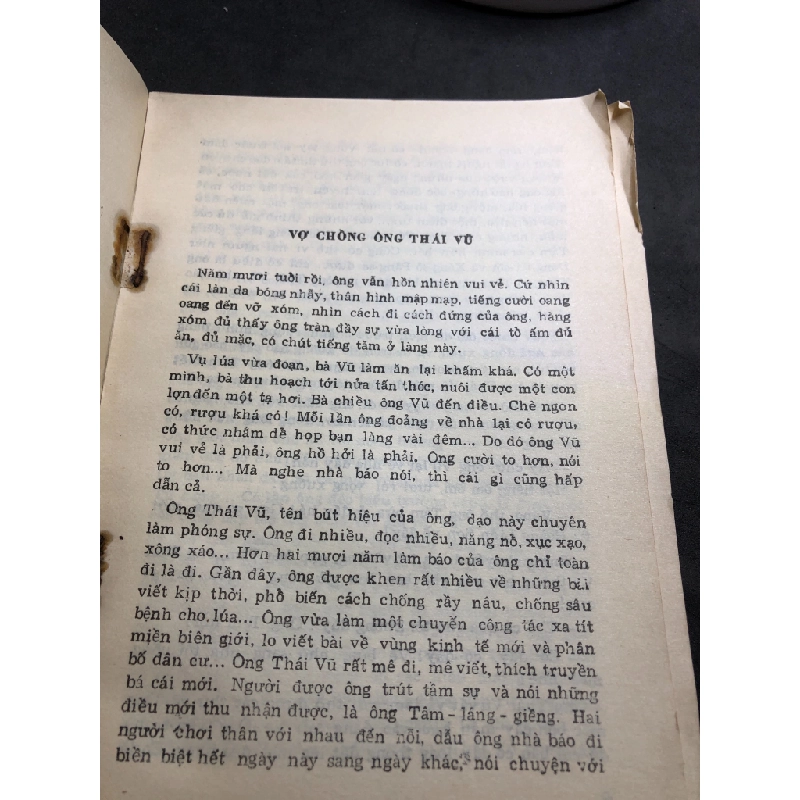 VỢ CHỒNG ÔNG THÁI VŨ
Năm mươi tuổi rồi, ông vẫn hồn nhiên vui vẻ. Cứ nhìn
cái làn da bóng nhẫy, thân hình mập mạp, tiếng cười oang
oang đến vỡ xóm, nhìn cách đi cách đứng của ông, hàng
xóm đủ thấy ông tràn đầy sự vừa lòng với cái tổ ấm đủ
ăn, đủ mặc, có chút tiếng tăm ở làng này.
Vụ lúa vừa đoạn, bà Vũ làm ăn lại khấm khá. Có một
mình, bà thu hoạch tới nửa tấn thóc, nuôi được một con
lợn đến một tạ hơi. Bà chiều ông Vũ đến điều. Chè ngon
có, rượu khá có! Mỗi lần ông đoảng về nhà lại có rượu,
có thức nhắm dễ họp bạn làng vài đêm... Do đó ông Vũ
vui vẻ là phải, ông hồ hởi là phải. Ông cười to hơn, nói
to hơn... Mà nghe nhà báo nói, thì cái gì cũng hấp
dẫn cả.
Ông Thái Vũ, tên bút hiệu của ông, dạo này chuyên
làm phóng sự. Ông đi nhiều, đọc nhiều, năng nổ, xục xạo,
xông xáo... Hơn hai mươi năm làm báo của ông chỉ toàn
đi là đi. Gần đây, ông được khen rất nhiều về những bài
viết kịp thời, phổ biến cách chống rầy nâu, chống sâu
bệnh cho lúa... Ông vừa làm một chuyến công tác xa tít
miền biên giới, lo viết bài về vùng kinh tế mới và phân
bố dân cư... Ông Thái Vũ rất mê đi, mê viết, thích truyền
bá cái mới. Người được ông trút tâm sự và nói những
điều mới thu nhận được, là ông Tâm-láng-giềng. Hai
người chơi thân với nhau đến nỗi, dẫu ông nhà báo đi
biền biệt hết ngày này sang ngày khác, nói chuyện với